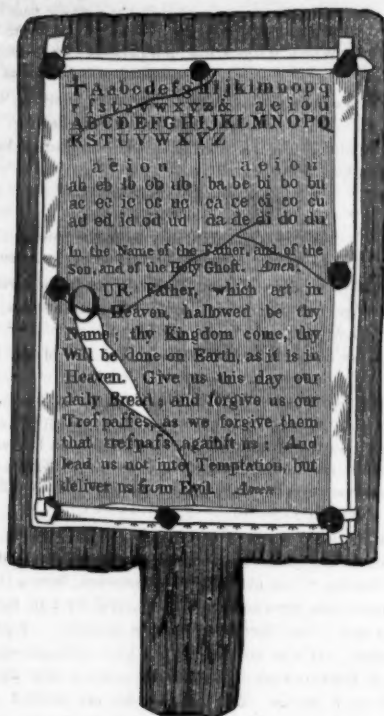 + Aabcdefghijklmnopq
rſstuvwxyz& aeiou
ABCDEFGHIJKLMNOPQ
RSTUVWXYZ
a e i o u a e i o u
ab eb ib ob ub ba be bi bo bu
ac ec ic oc uc ca ce ci co cu
ad ed id od ud da de di do du
In the Name of the Father, and of the
Son, and of the Holy Ghoſt. Amen.
OUR Father, which art in
Heaven, hallowed be thy
Name; thy Kingdom come, thy
Will be done on Earth, as it is in
Heaven. Give us this day our
daily Bread; and forgive us our
Treſpaſſes, as we forgive them
that treſpaſs againſt us: And
lead us not into Temptation, but
deliver us from Evil. Amen